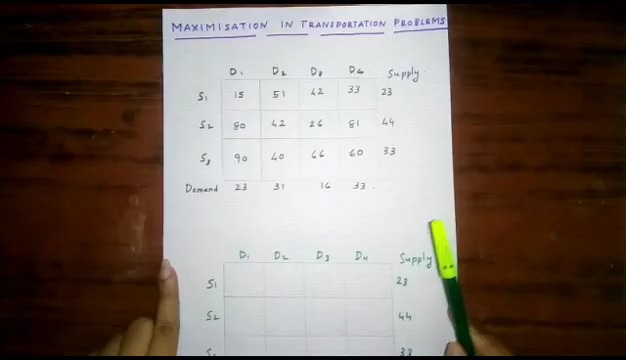 MAXIMISATION IN TRANSPORTATION PROBLEMS
D1 D2 D3 D4 Supply
S1 15 51 42 33 23
S2 80 42 26 81 44
S3 90 40 66 60 33
Demand 23 31 16 33
D1 D2 D3 D4 Supply
S1 23
S2 44
33